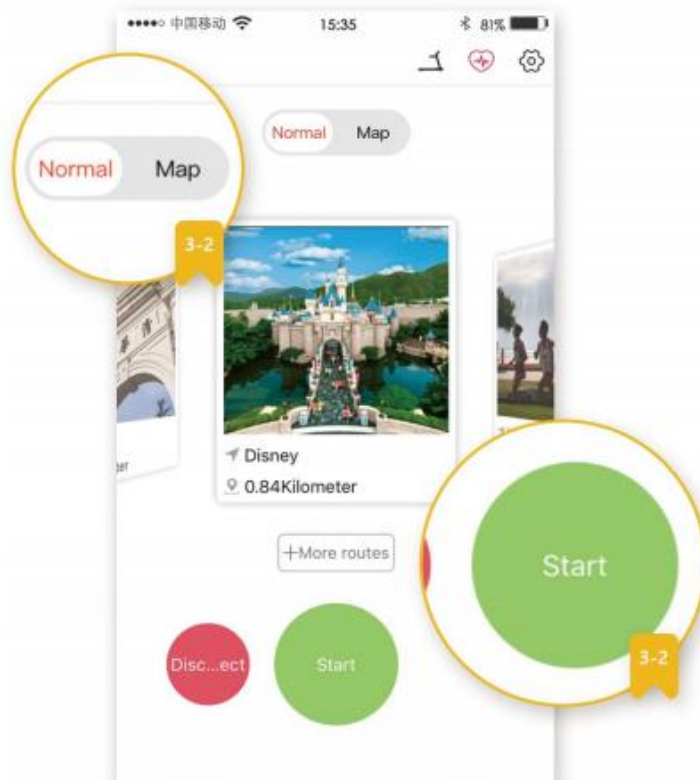 中国移动
15:35
81%
Normal Map
Normal Map
3-2
Disney
0.84Kilometer
+More routes
Start
3-2
Disc...ect
Start